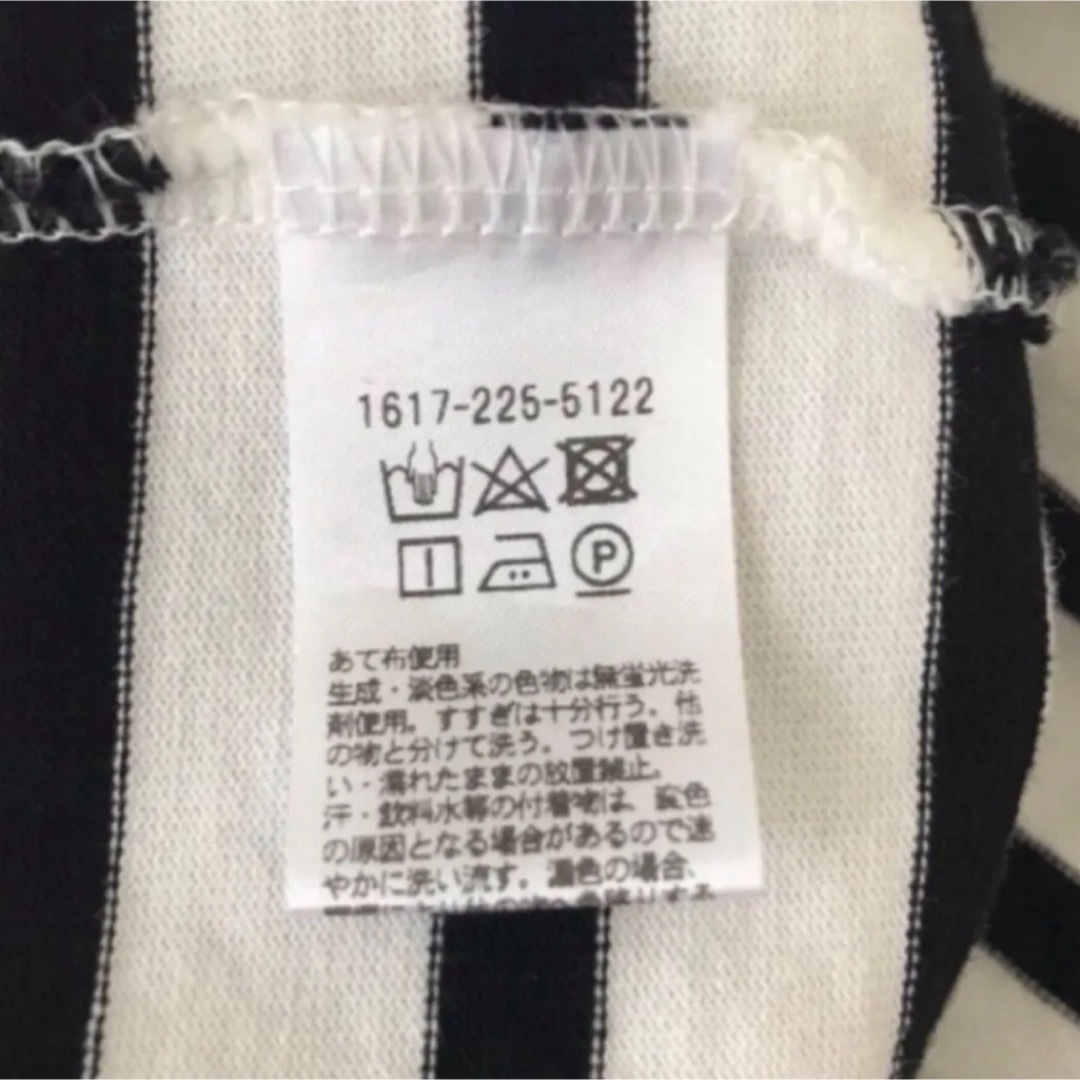 1617-225-5122
P
あて布使用
生成・淡色系の色物は無蛍光洗
剤使用。すすぎは十分行う。他
の物と分けて洗う。つけ置き洗
い・濡れたままの放置禁止。
汗・飲料水等の付着物は、変色
の原因となる場合があるので速
やかに洗い流す。濃色の場合、